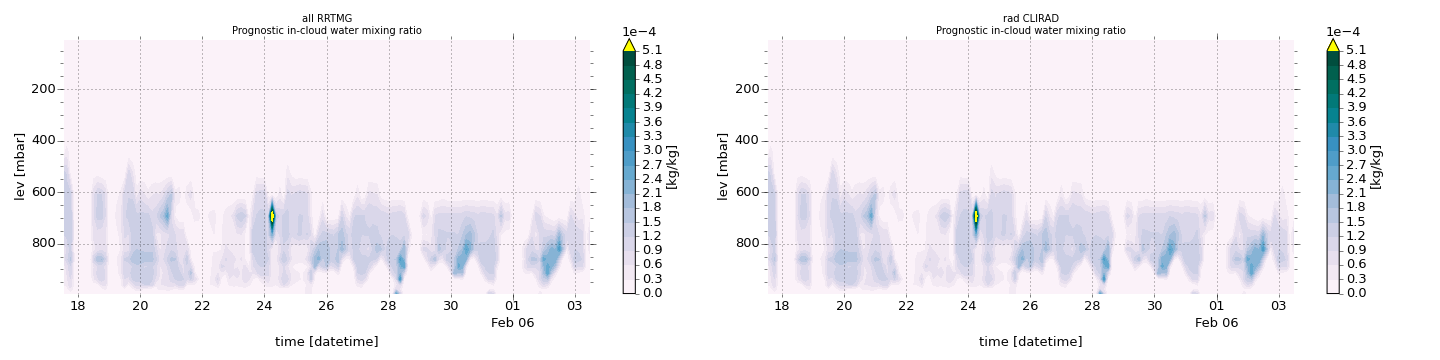 all RRTMG
Prognostic in-cloud water mixing ratio
1e−4
5.1
4.8
4.5
4.2
3.9
3.6
3.3
3.0
2.7
2.4
2.1
1.8
1.5
1.2
0.9
0.6
0.3
0.0
[kg/kg]
200
400
600
800
lev [mbar]
18 20 22 24 26 28 30 01 03
Feb 06
time [datetime]
rad CLIRAD
Prognostic in-cloud water mixing ratio
1e−4
5.1
4.8
4.5
4.2
3.9
3.6
3.3
3.0
2.7
2.4
2.1
1.8
1.5
1.2
0.9
0.6
0.3
0.0
[kg/kg]
200
400
600
800
lev [mbar]
18 20 22 24 26 28 30 01 03
Feb 06
time [datetime]